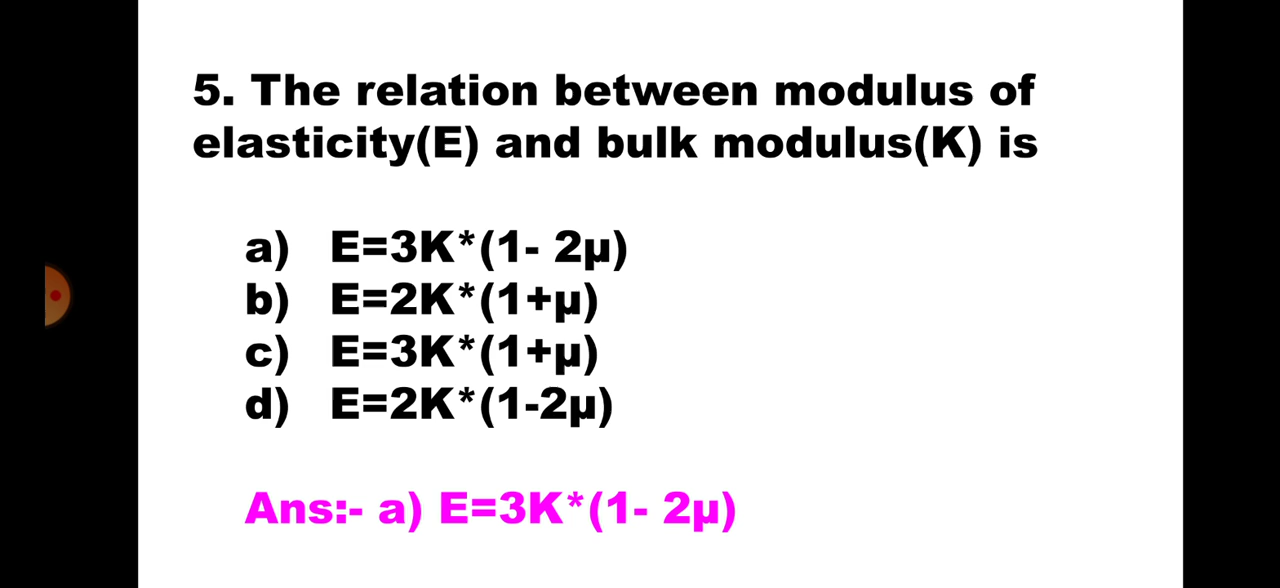 5. The relation between modulus of
elasticity(E) and bulk modulus(K) is
a) E=3K*(1- 2µ)
b) E=2K*(1+µ)
c) E=3K*(1+µ)
d) E=2K*(1-2µ)
Ans:- a) E=3K*(1- 2µ)